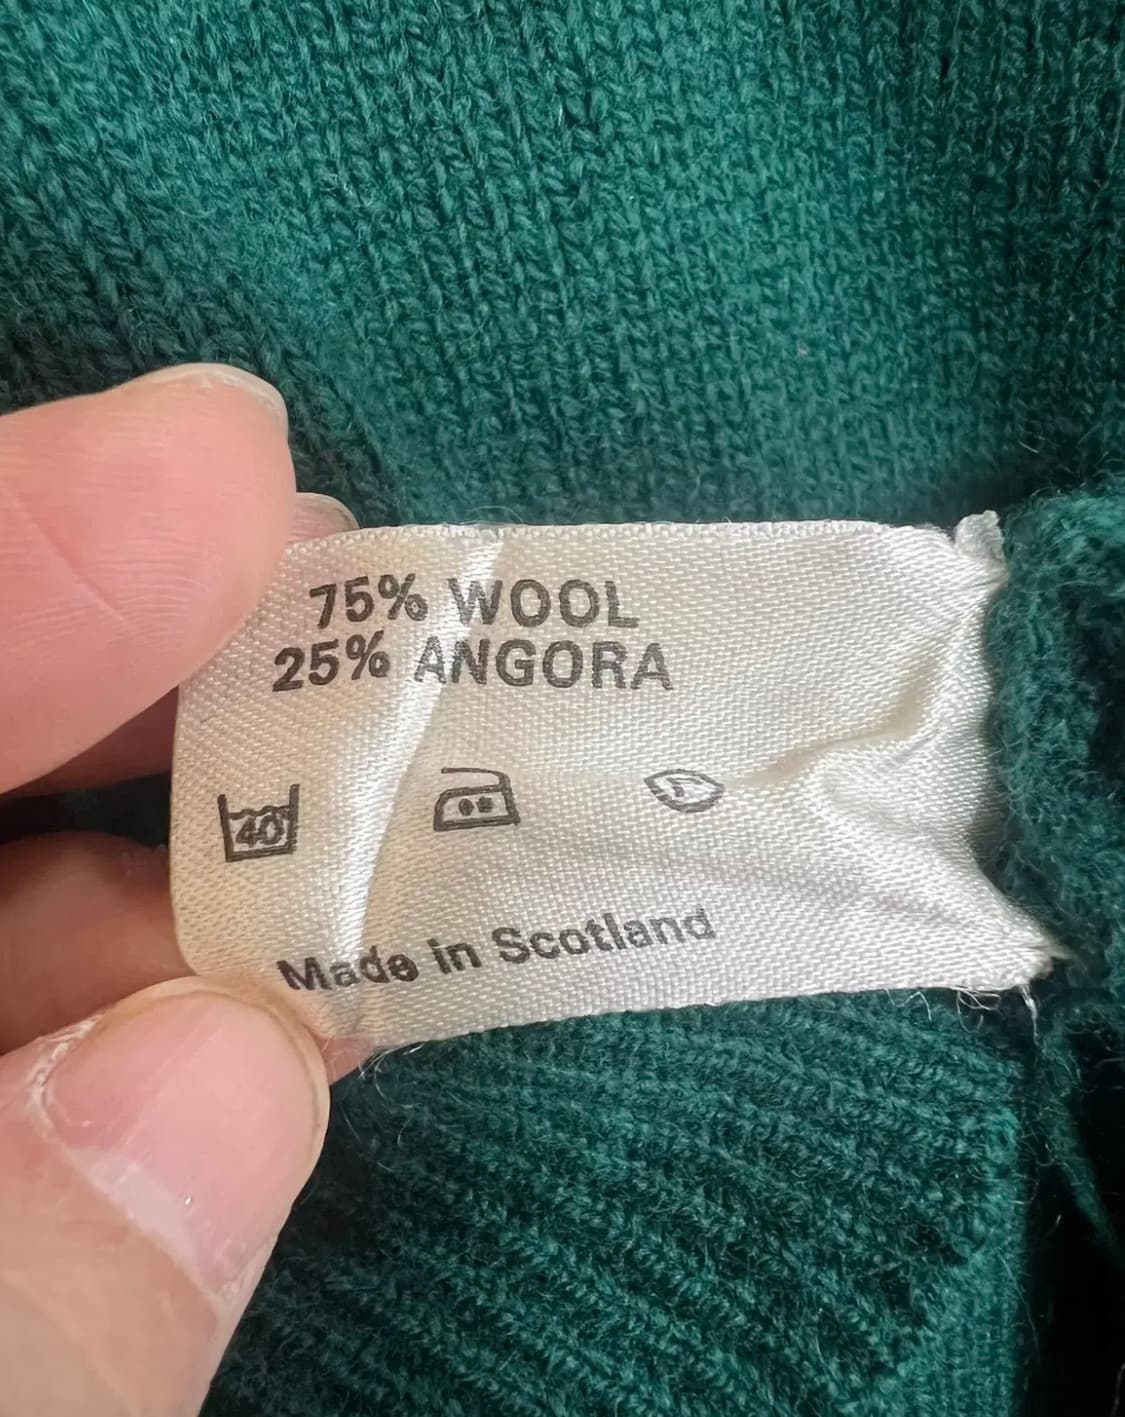 75% WOOL
25% ANGORA
40
P
Made in Scotland